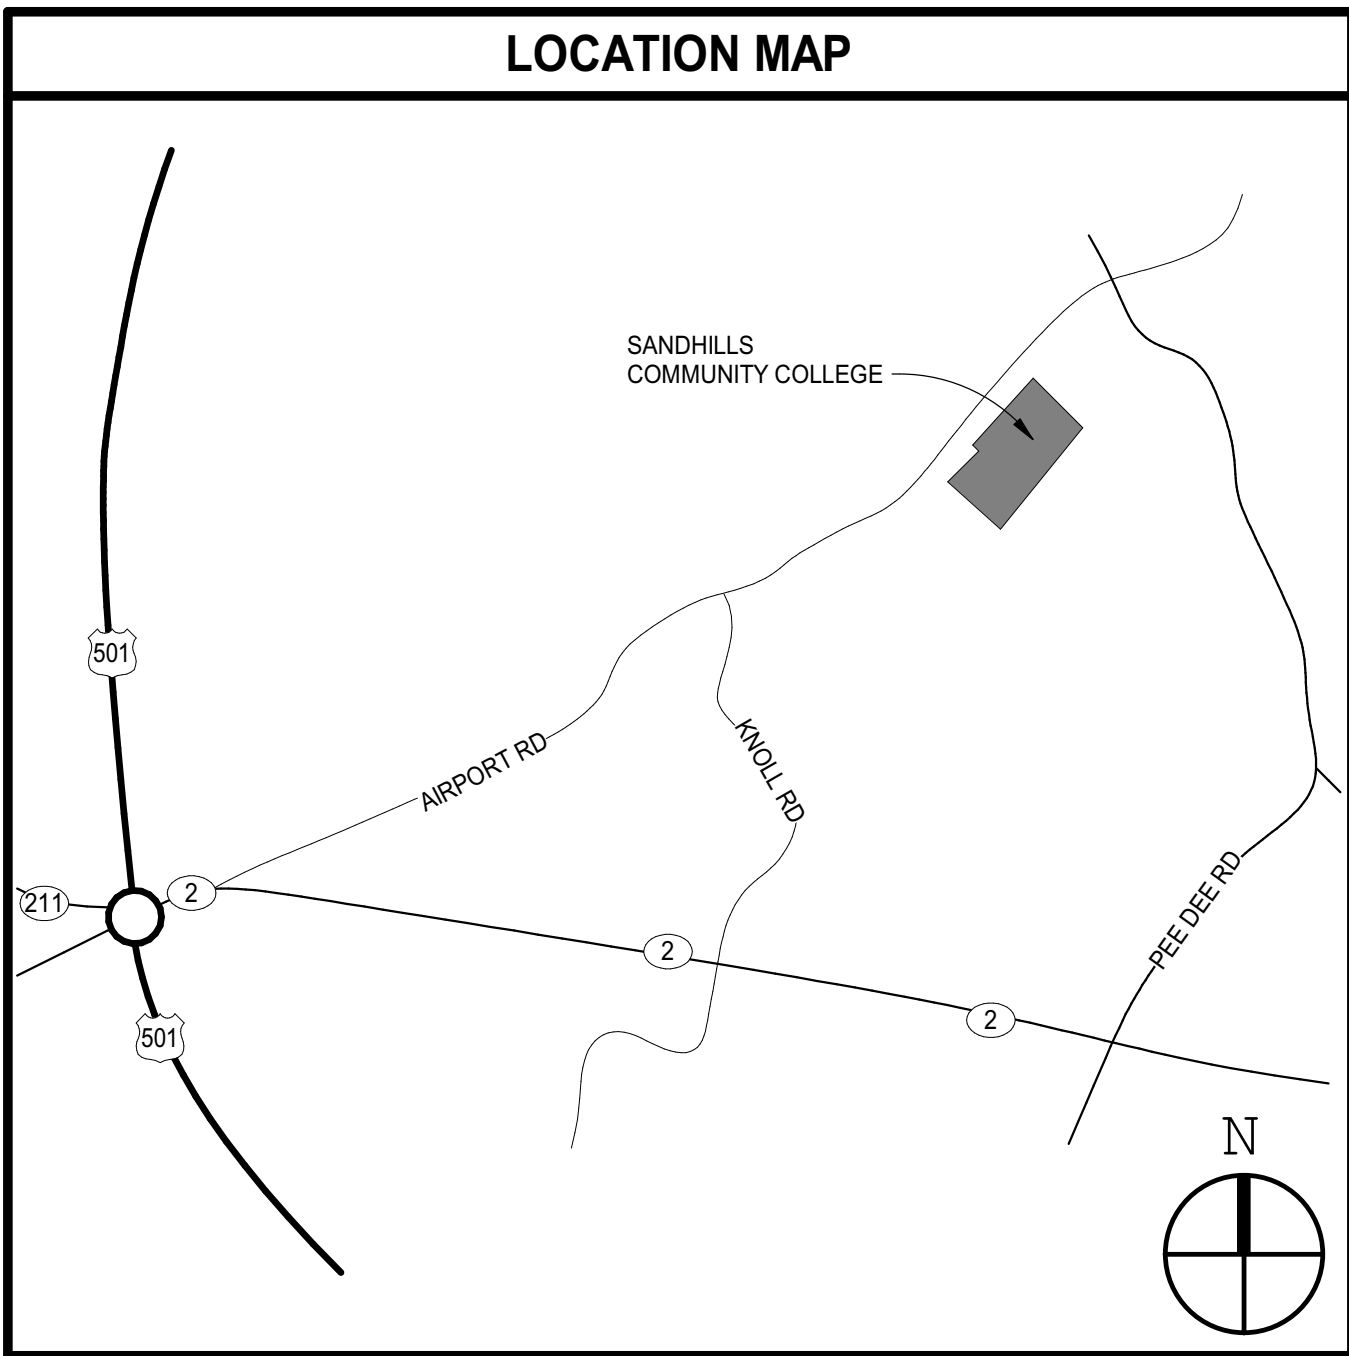 LOCATION MAP
SANDHILLS
COMMUNITY COLLEGE
501
KNOLL RD
AIRPORT RD
PEE DEE RD
211
2
2
2
501
N